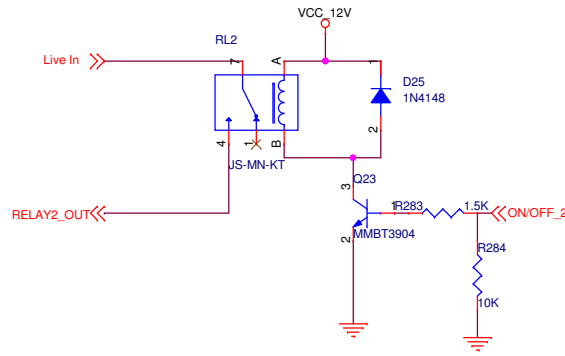 VCC_12V
RL2
Live In
7
A
1
D25
1N4148
2
4
1
B
JS-MN-KT
3
Q23
RELAY2_OUT
1
R283
1.5K
ON/OFF_2
MMBT3904
2
R284
10K